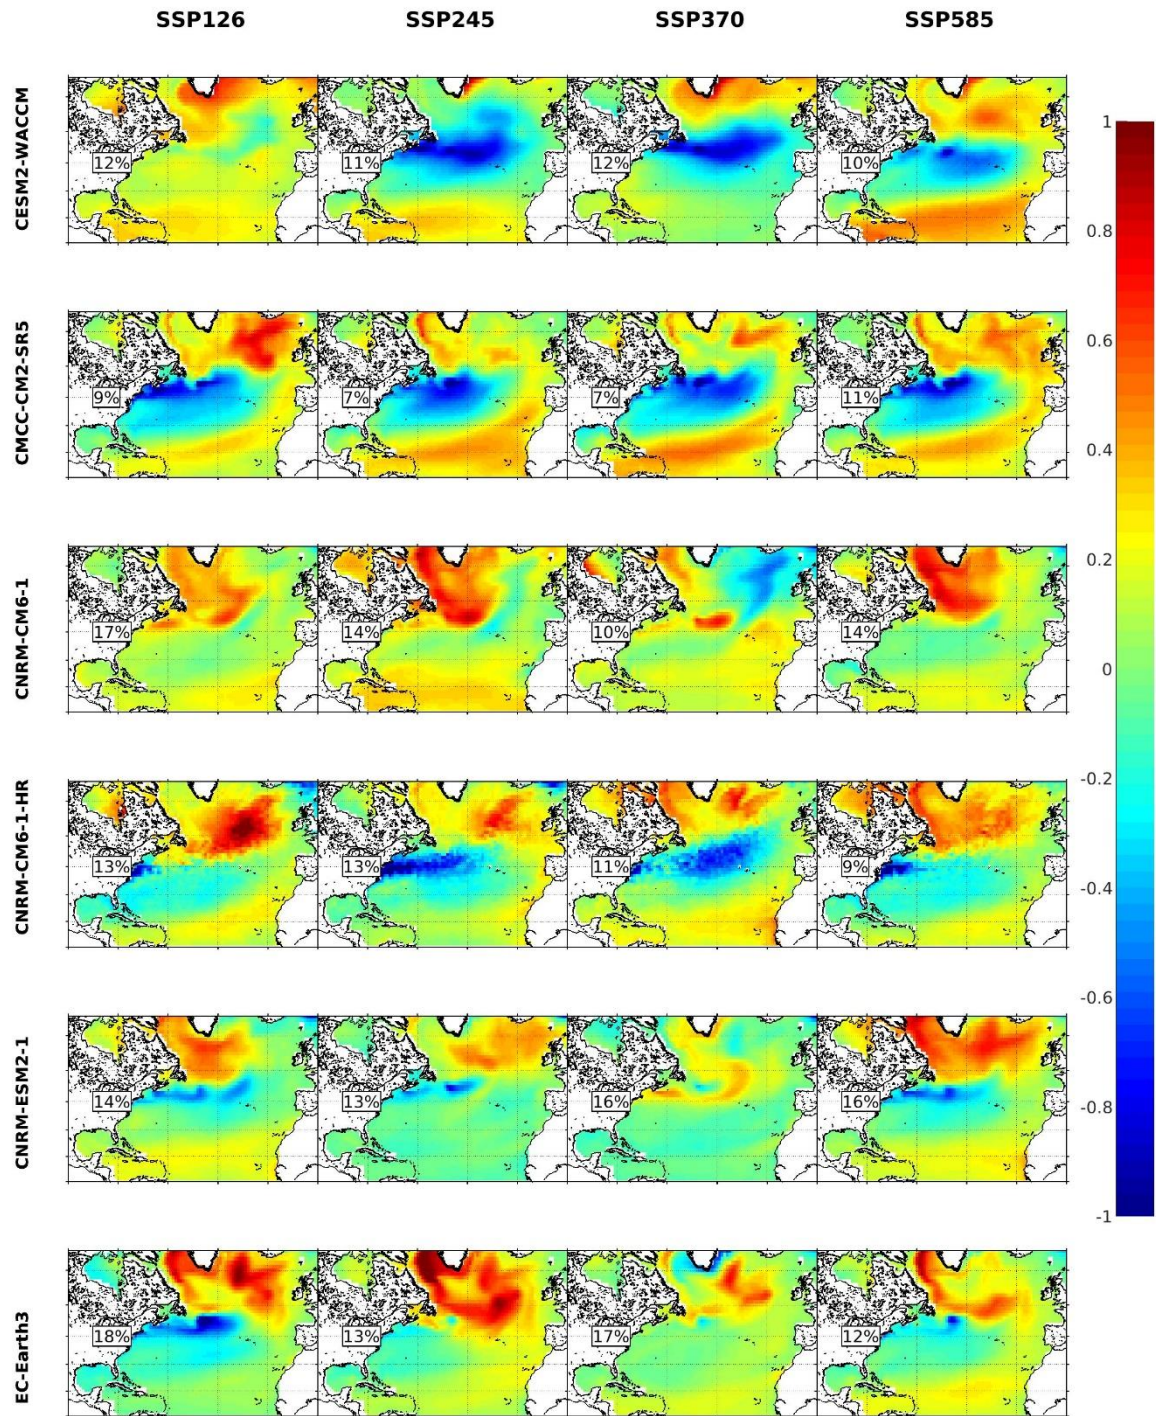 SSP126 SSP245 SSP370 SSP585
CESM2-WACCM
12% 11% 12% 10%
CMCC-CM2-SR5
9% 7% 7% 11%
CNRM-CM6-1
17% 14% 10% 14%
CNRM-CM6-1-HR
13% 13% 11% 9%
CNRM-ESM2-1
14% 13% 16% 16%
EC-Earth3
18% 13% 17% 12%
1
0.8
0.6
0.4
0.2
0
-0.2
-0.4
-0.6
-0.8
-1